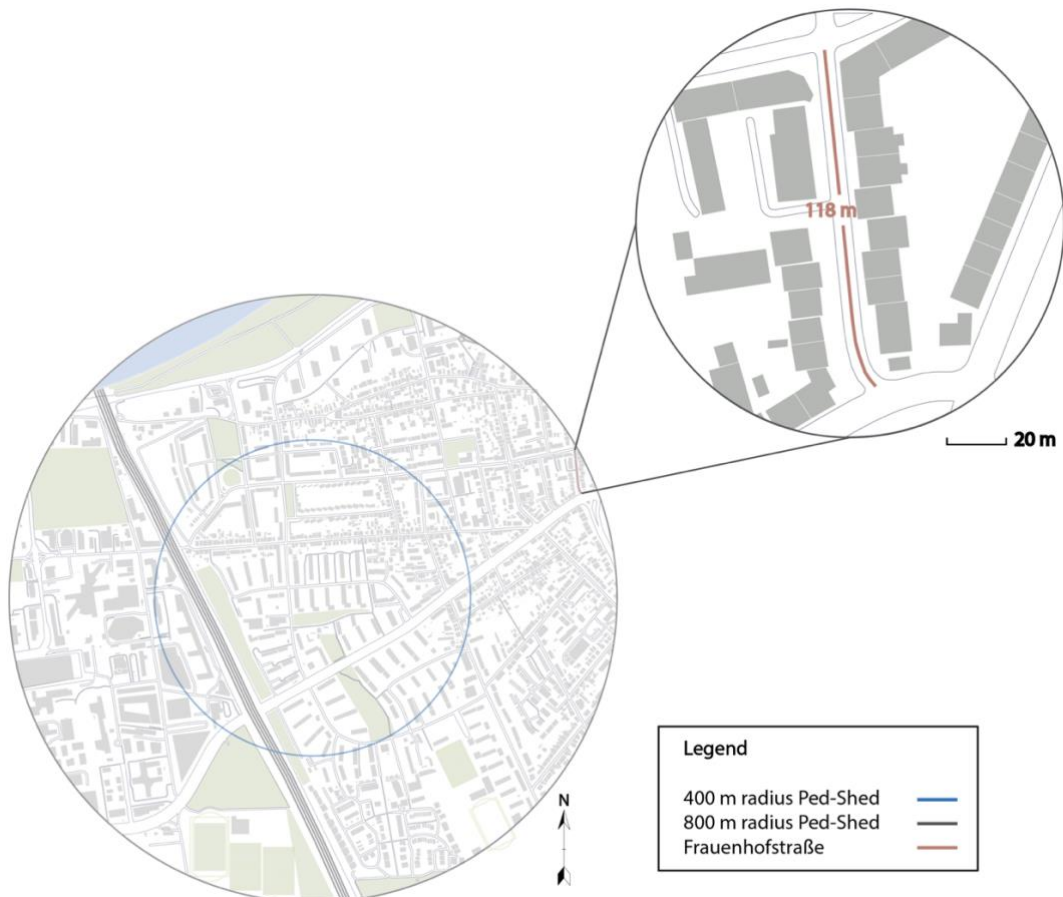 118 m
20 m
N
Legend
400 m radius Ped-Shed
800 m radius Ped-Shed
Frauenhofstraße